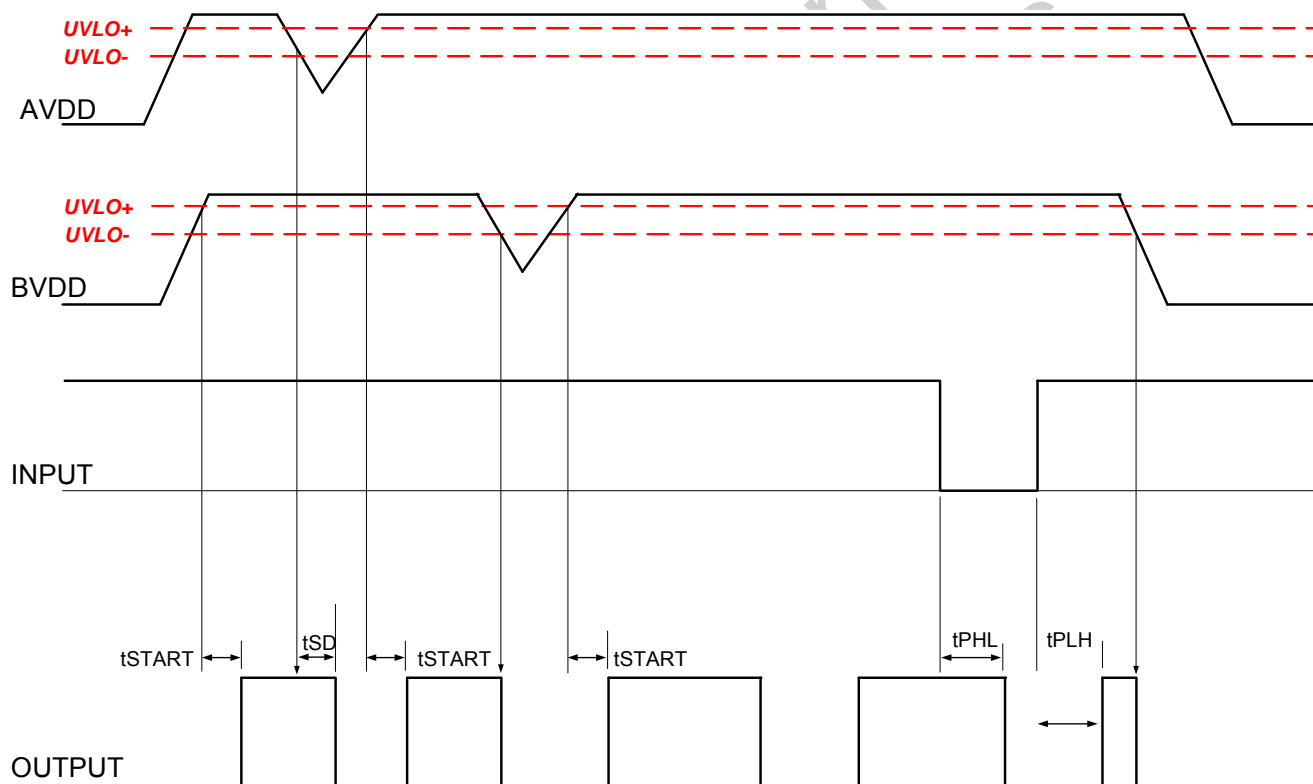 UVLO+
UVLO-
AVDD
UVLO+
UVLO-
BVDD
INPUT
tSTART
tSD
tSTART
tSTART
tPHL
tPLH
OUTPUT